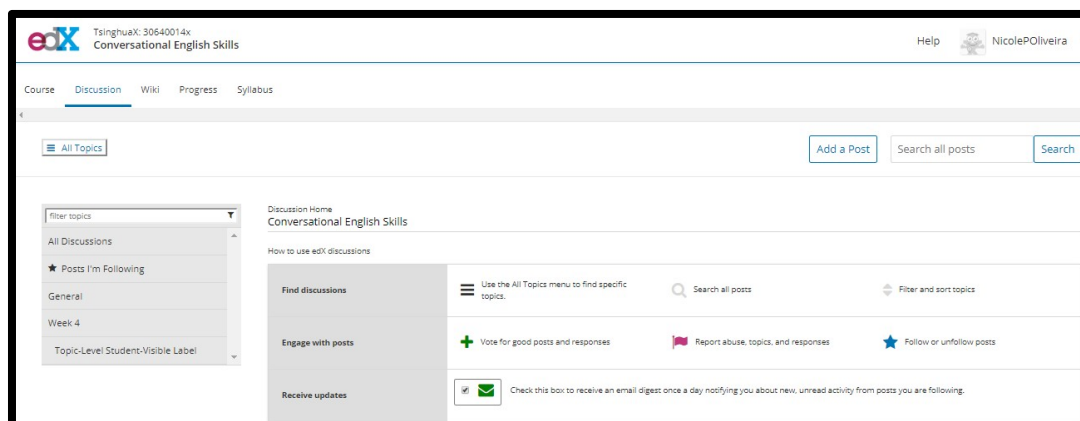 edX
TsinghuaX: 30640014x
Conversational English Skills
Help
NicolePOliveira
Course
Discussion
Wiki
Progress
Syllabus
All Topics
Add a Post
Search all posts
Search
filter topics
All Discussions
Posts I'm Following
General
Week 4
Topic-Level Student-Visible Label
Discussion Home
Conversational English Skills
How to use edX discussions
Find discussions
Use the All Topics menu to find specific
topics.
Search all posts
Filter and sort topics
Engage with posts
Vote for good posts and responses
Report abuse, topics, and responses
Follow or unfollow posts
Receive updates
Check this box to receive an email digest once a day notifying you about new, unread activity from posts you are following.